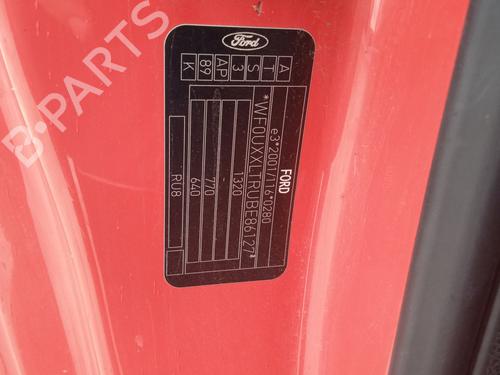 Ford
FORD
e3*2001/116*0280
*WF0UXXLTRUBE86127*
1320
770
640
RU8
A
T
S
3
AP
89
K
B-PARTS